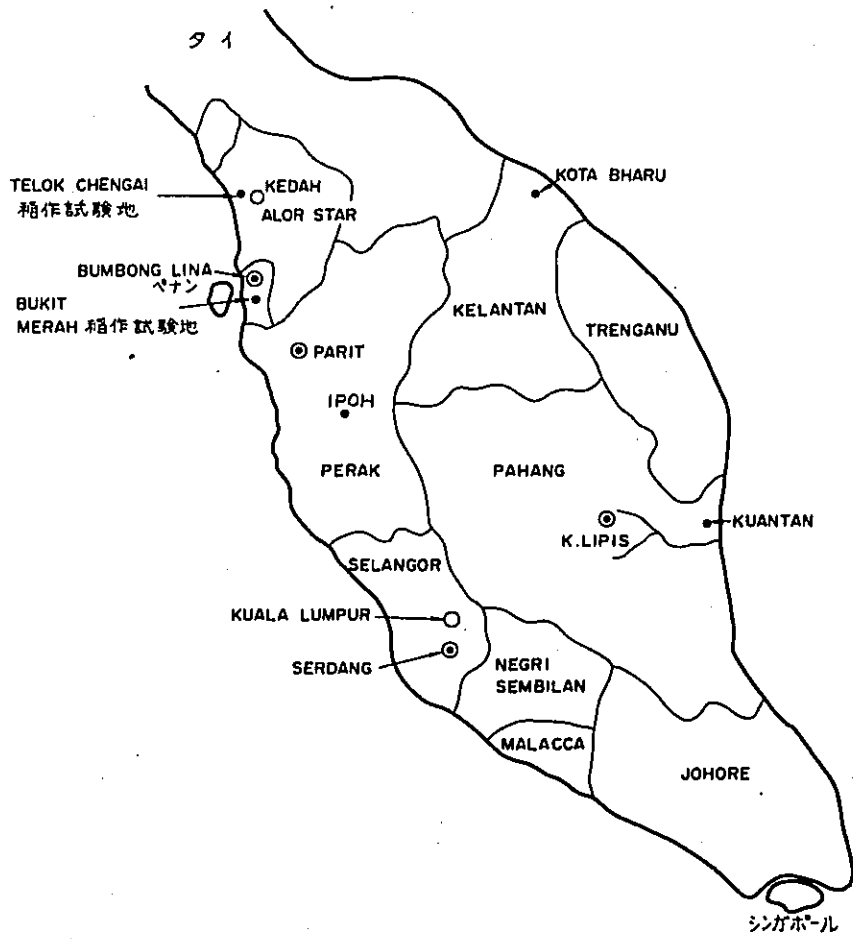 タイ
TELOK CHENGAI
稲作試験地
KEDAH
ALOR STAR
KOTA BHARU
BUMBONG LINA
ペナン
BUKIT
MERAH 稲作試験地
KELANTAN
TRENGANU
PARIT
IPOH
PERAK
PAHANG
K.LIPIS
KUANTAN
SELANGOR
KUALA LUMPUR
SERDANG
NEGRI
SEMBILAN
MALACCA
JOHORE
シンガポール